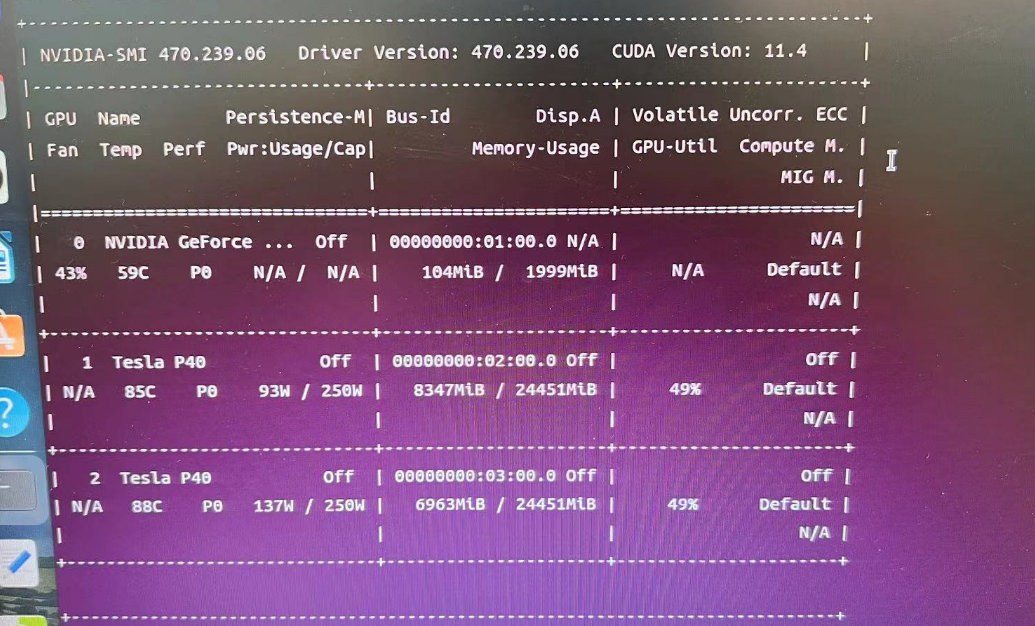 +-----------------------------------------------------------------------------+
| NVIDIA-SMI 470.239.06   Driver Version: 470.239.06   CUDA Version: 11.4     |
|-------------------------------+----------------------+----------------------+
| GPU  Name        Persistence-M| Bus-Id        Disp.A | Volatile Uncorr. ECC |
| Fan  Temp  Perf  Pwr:Usage/Cap|         Memory-Usage | GPU-Util  Compute M. |
|                               |                      |               MIG M. |
|===============================+======================+======================|
|   0  NVIDIA GeForce ...  Off  | 00000000:01:00.0 N/A |                  N/A |
| 43%   59C    P0    N/A /  N/A |    104MiB /  1999MiB |     N/A      Default |
|                               |                      |                  N/A |
+-------------------------------+----------------------+----------------------+
|   1  Tesla P40           Off  | 00000000:02:00.0 Off |                  Off |
| N/A   85C    P0    93W / 250W |   8347MiB / 24451MiB |     49%      Default |
|                               |                      |                  N/A |
+-------------------------------+----------------------+----------------------+
|   2  Tesla P40           Off  | 00000000:03:00.0 Off |                  Off |
| N/A   88C    P0   137W / 250W |   6963MiB / 24451MiB |     49%      Default |
|                               |                      |                  N/A |
+-------------------------------+----------------------+----------------------+
+-----------------------------------------------------------------------------+